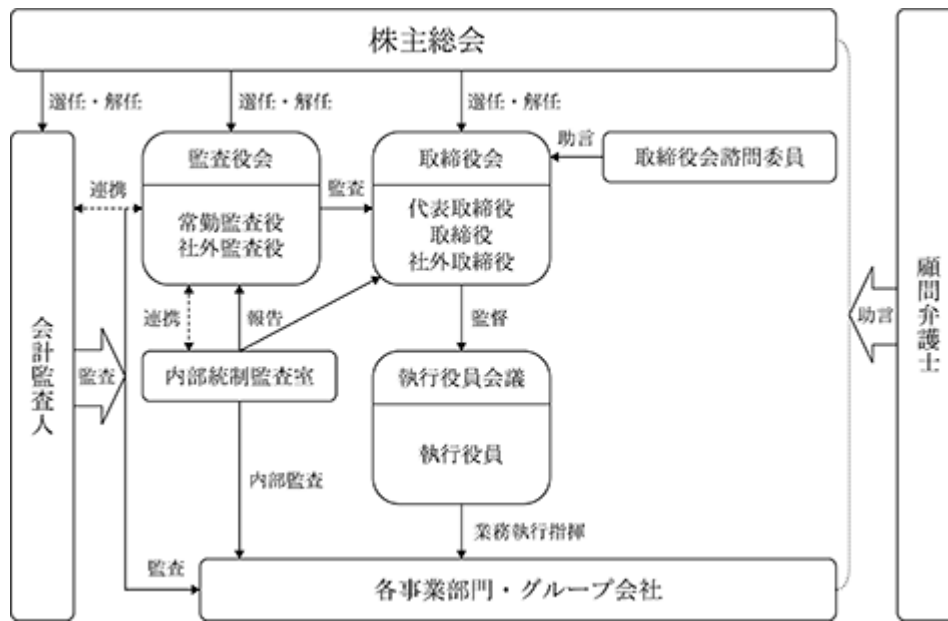 株主総会
選任・解任
選任・解任
選任・解任
監査役会
常勤監査役
社外監査役
取締役会
代表取締役
取締役
社外取締役
助言
取締役会諮問委員
連携
監査
連携
報告
監督
内部統制監査室
執行役員会議
執行役員
会計監査人
監査
内部監査
業務執行指揮
監査
各事業部門・グループ会社
助言
顧問弁護士